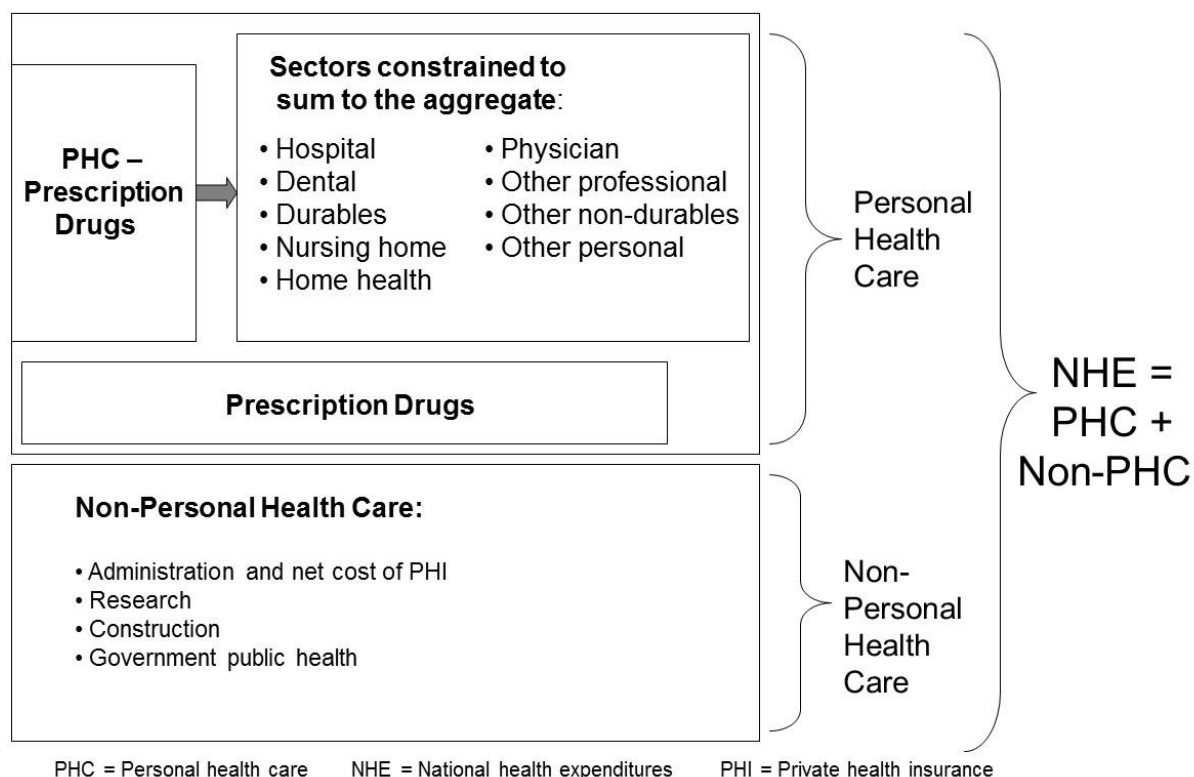 PHC –
Prescription
Drugs
Sectors constrained to
sum to the aggregate:
• Hospital
• Dental
• Durables
• Nursing home
• Home health
• Physician
• Other professional
• Other non-durables
• Other personal
Prescription Drugs
Personal
Health
Care
Non-Personal Health Care:
• Administration and net cost of PHI
• Research
• Construction
• Government public health
Non-
Personal
Health
Care
NHE =
PHC +
Non-PHC
PHC = Personal health care NHE = National health expenditures PHI = Private health insurance